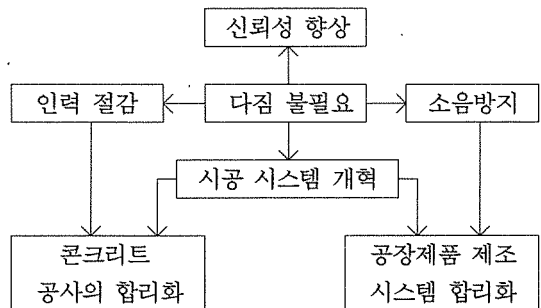 신뢰성 향상
인력 절감
다짐 불필요
소음방지
시공 시스템 개혁
콘크리트
공사의 합리화
공장제품 제조
시스템 합리화